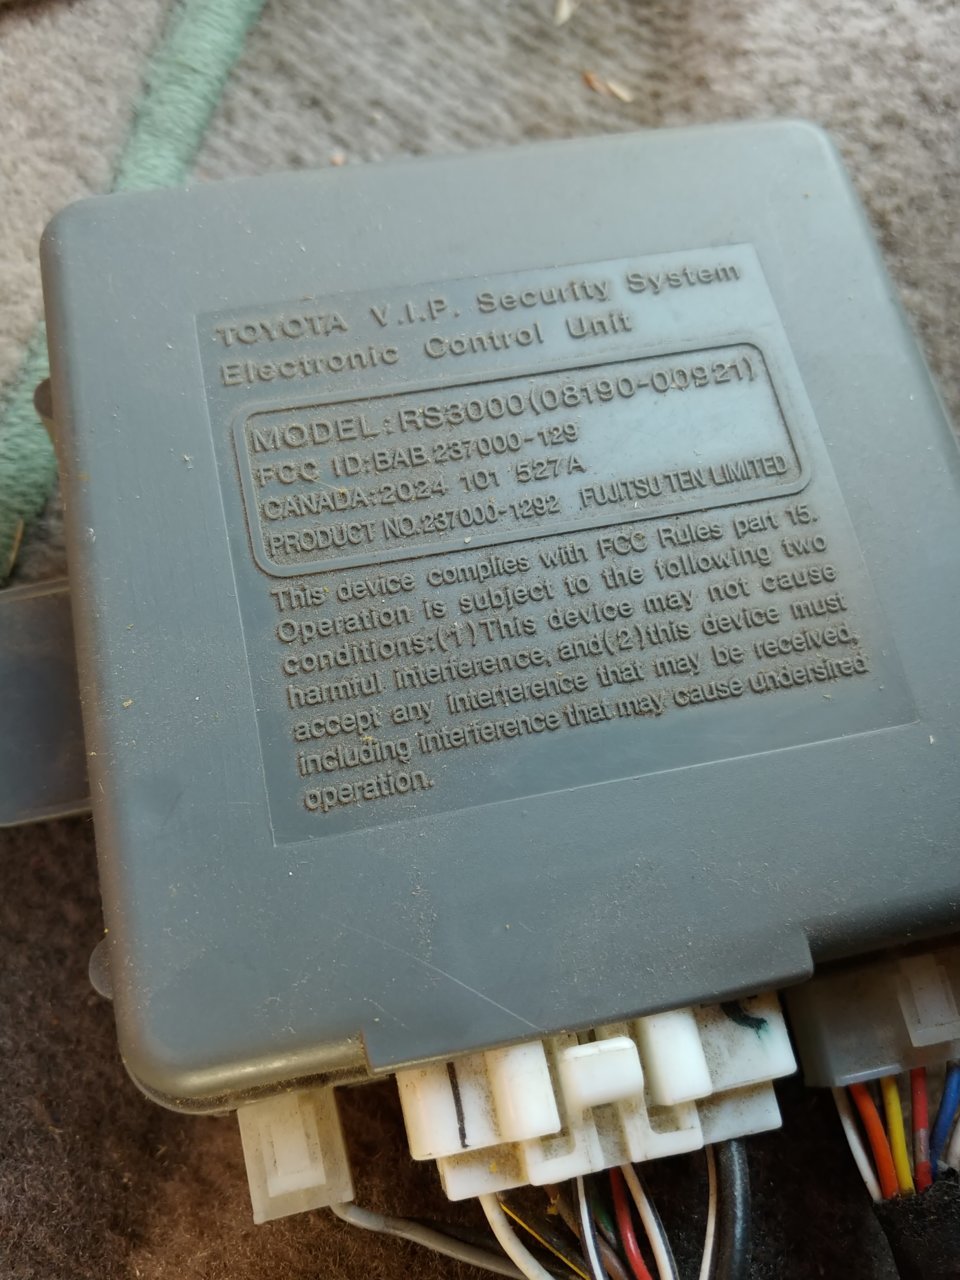 TOYOTA V.I.P. Security System
Electronic Control Unit
MODEL:RS3000(08190-00921)
FCC ID:BAB 237000-129
CANADA:2024 101 527A
PRODUCT NO.237000-1292 FUJITSU TEN LIMITED
This device complies with FCC Rules part 15.
Operation is subject to the following two
conditions:(1)This device may not cause
harmful interference, and(2)this device must
accept any interference that may be received,
including interference that may cause undersired
operation.